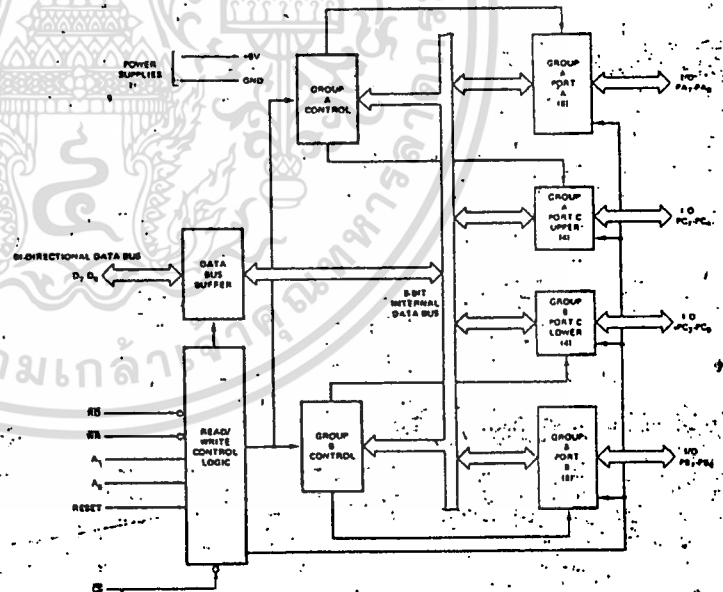 POWER
SUPPLIES
+5V
GND
GROUP
A
CONTROL
GROUP
A
PORT
A
(8)
I/O
PA7-PA0
GROUP
A
PORT C
UPPER
(4)
I/O
PC7-PC4
BI-DIRECTIONAL DATA BUS
D7-D0
DATA
BUS
BUFFER
8-BIT
INTERNAL
DATA BUS
GROUP
B
PORT C
LOWER
(4)
I/O
PC3-PC0
RD
WR
A1
A0
RESET
CS
READ/
WRITE
CONTROL
LOGIC
GROUP
B
CONTROL
GROUP
B
PORT
B
(8)
I/O
PB7-PB0